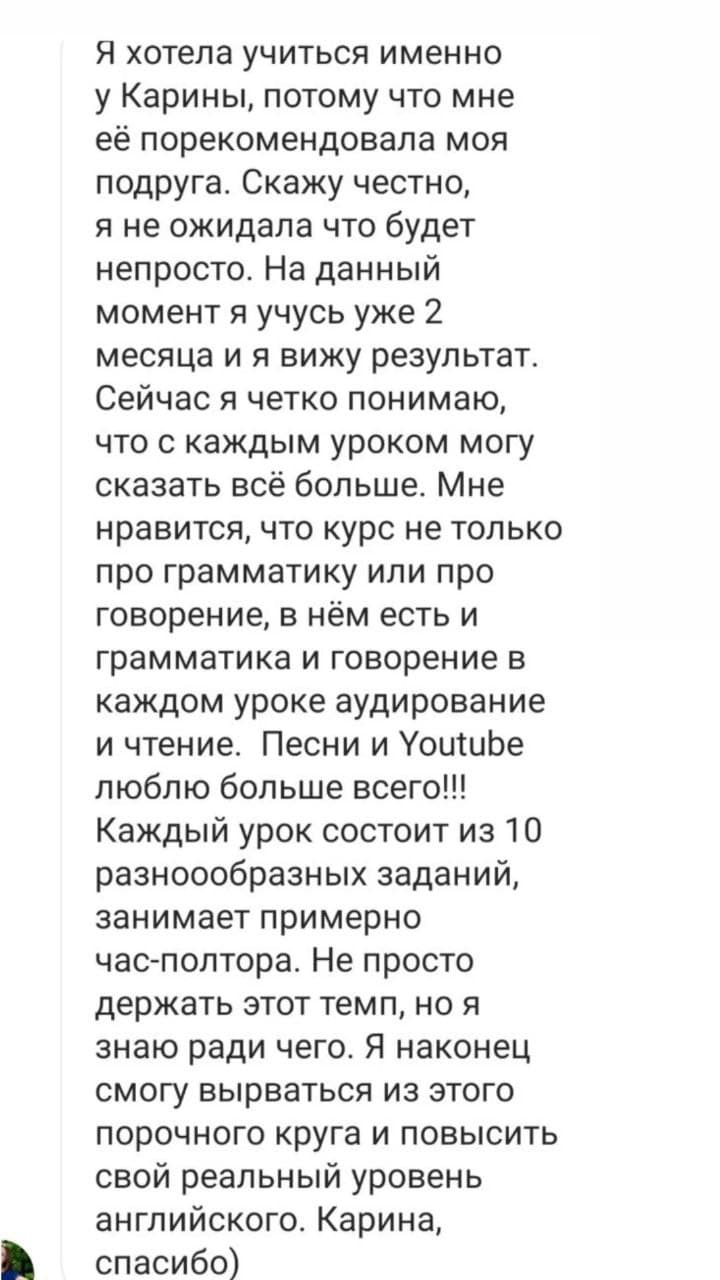 Я хотела учиться именно
у Карины, потому что мне
её порекомендовала моя
подруга. Скажу честно,
я не ожидала что будет
непросто. На данный
момент я учусь уже 2
месяца и я вижу результат.
Сейчас я четко понимаю,
что с каждым уроком могу
сказать всё больше. Мне
нравится, что курс не только
про грамматику или про
говорение, в нём есть и
грамматика и говорение в
каждом уроке аудирование
и чтение.  Песни и Youtube
люблю больше всего!!!
Каждый урок состоит из 10
разноообразных заданий,
занимает примерно
час-полтора. Не просто
держать этот темп, но я
знаю ради чего. Я наконец
смогу вырваться из этого
порочного круга и повысить
свой реальный уровень
английского. Карина,
спасибо)